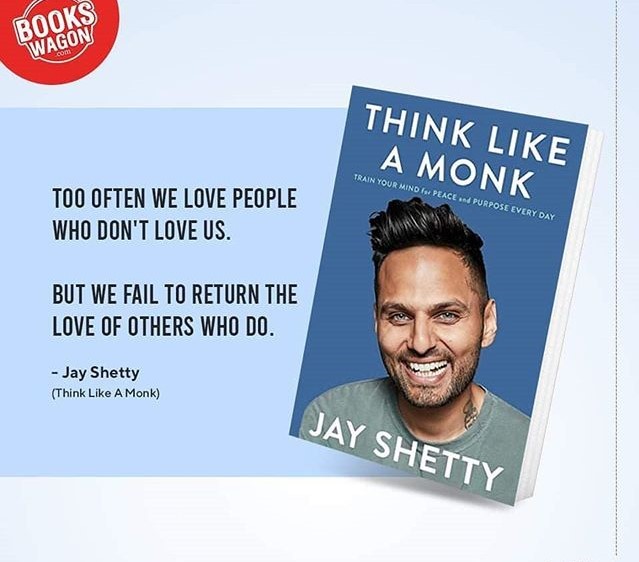 BOOKS
WAGON
.com
TOO OFTEN WE LOVE PEOPLE
WHO DON'T LOVE US.
BUT WE FAIL TO RETURN THE
LOVE OF OTHERS WHO DO.
– Jay Shetty
(Think Like A Monk)
THINK LIKE
A MONK
TRAIN YOUR MIND for PEACE and PURPOSE EVERY DAY
JAY SHETTY